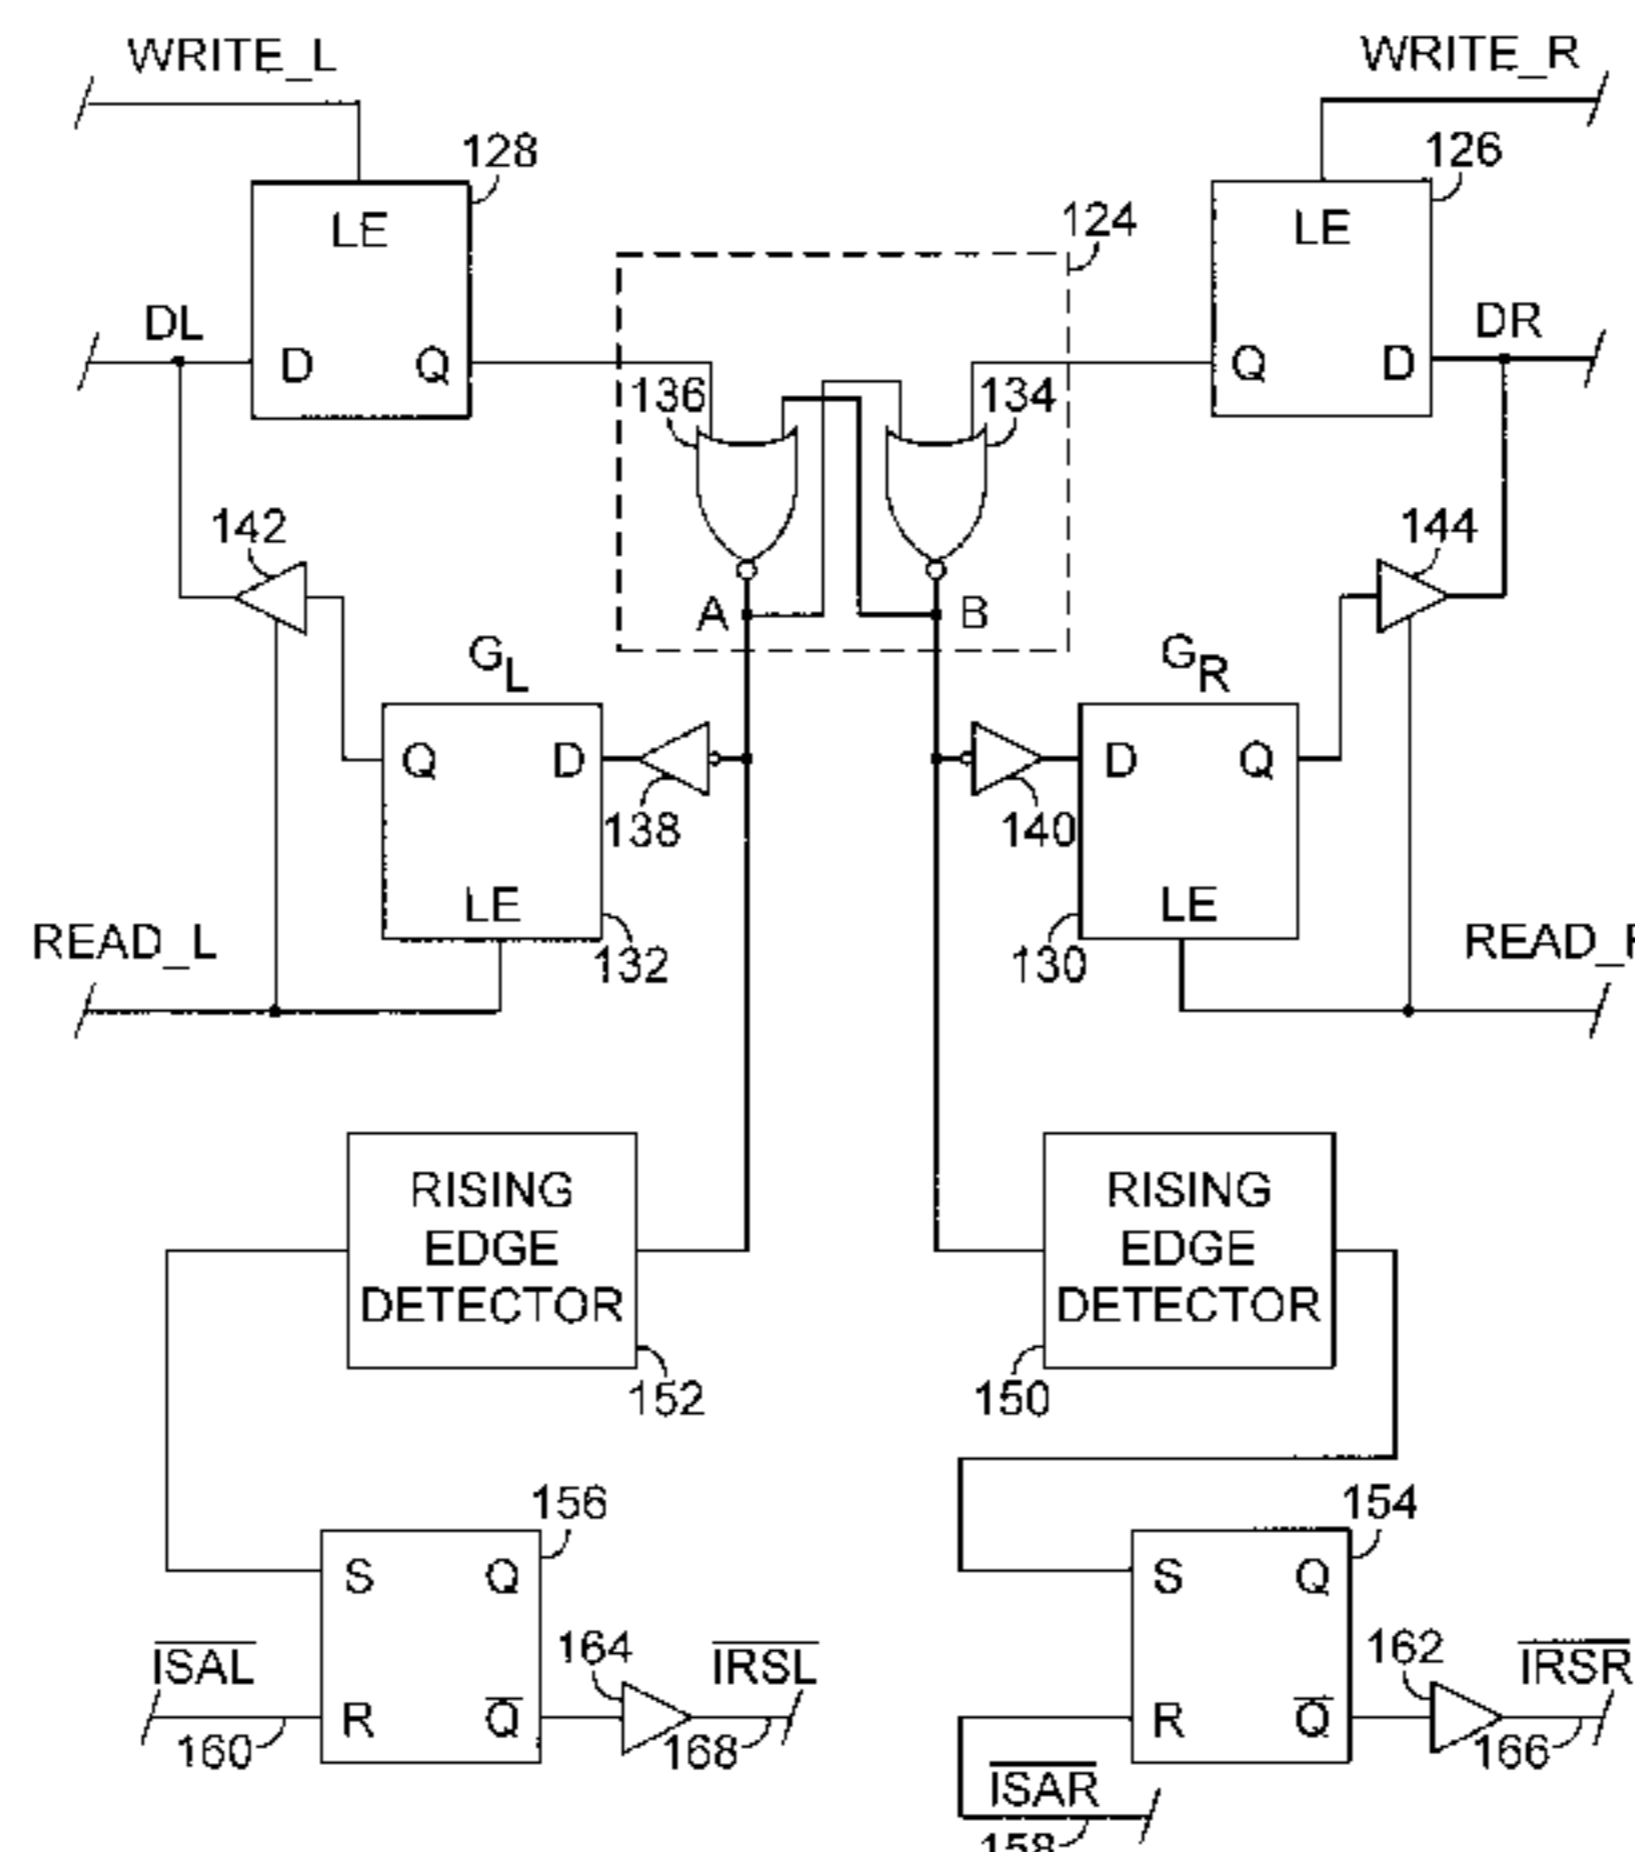 WRITE_L
WRITE_R
128
126
LE
LE
124
DL
DR
D Q
Q D
136
134
142
144
A
B
GL
GR
Q D
D Q
138
140
LE
LE
READ_L
132
130
READ_
RISING
EDGE
DETECTOR
RISING
EDGE
DETECTOR
152
150
156
154
S Q
S Q
ISAL
164
IRSL
162
IRSR
R Q
R Q
160
168
166
ISAR
158